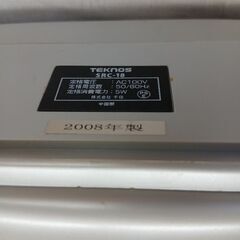 TEKNOS
SRC-18
定格電圧：AC100V
定格周波数：50/60Hz
定格消費電力：5W
株式会社 千住
中国製
2008年製